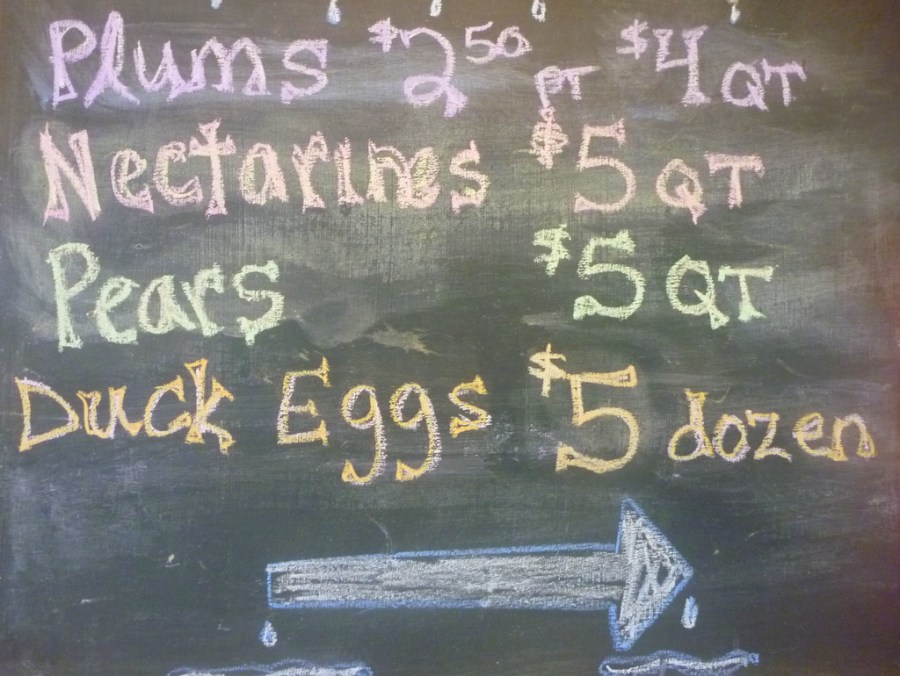 Plums $2.50 PT $4 QT
Nectarines $5 QT
Pears $5 QT
Duck Eggs $5 dozen